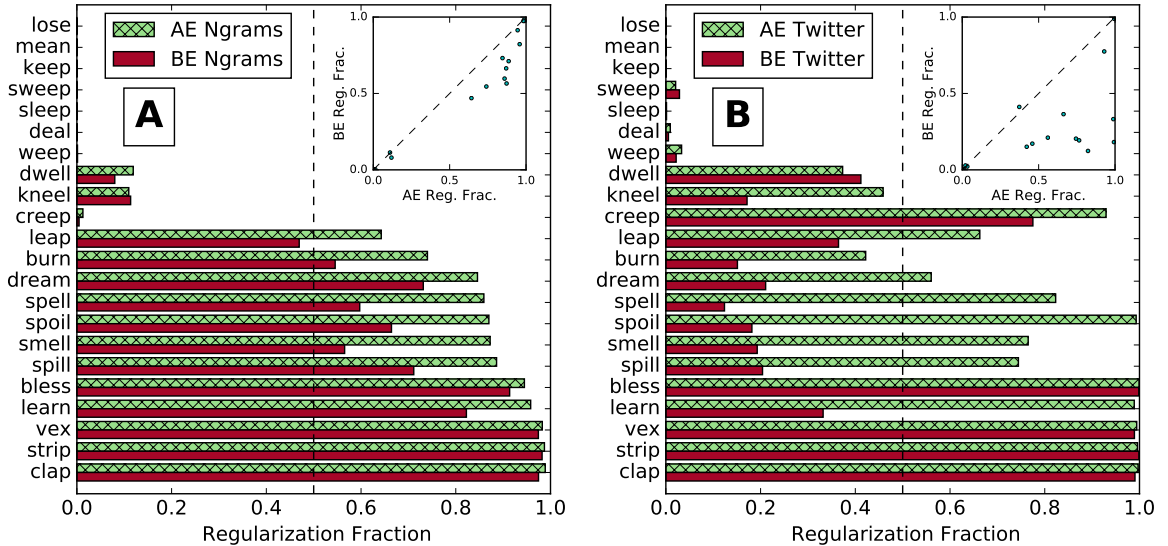 A
AE Ngrams
BE Ngrams
lose
mean
keep
sweep
sleep
deal
weep
dwell
kneel
creep
leap
burn
dream
spell
spoil
smell
spill
bless
learn
vex
strip
clap
0.0
0.2
0.4
0.6
0.8
1.0
Regularization Fraction
1.0
0.5
0.0
BE Reg. Frac.
0.0
0.5
1.0
AE Reg. Frac.
B
AE Twitter
BE Twitter
lose
mean
keep
sweep
sleep
deal
weep
dwell
kneel
creep
leap
burn
dream
spell
spoil
smell
spill
bless
learn
vex
strip
clap
0.0
0.2
0.4
0.6
0.8
1.0
Regularization Fraction
1.0
0.5
0.0
BE Reg. Frac.
0.0
0.5
1.0
AE Reg. Frac.